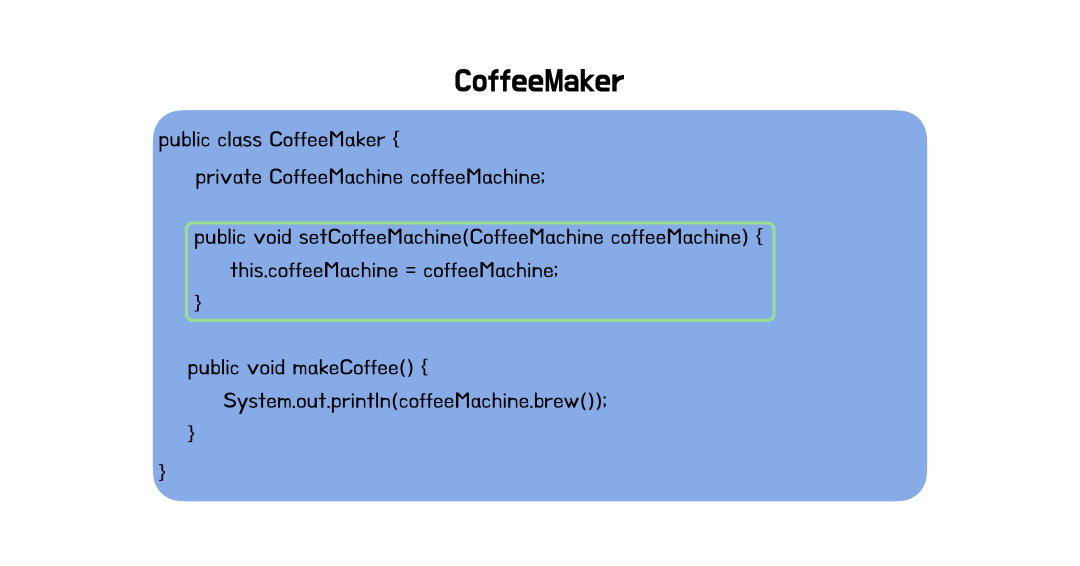 CoffeeMaker
public class CoffeeMaker {
private CoffeeMachine coffeeMachine;
public void setCoffeeMachine(CoffeeMachine coffeeMachine) {
this.coffeeMachine = coffeeMachine;
}
public void makeCoffee() {
System.out.println(coffeeMachine.brew());
}
}